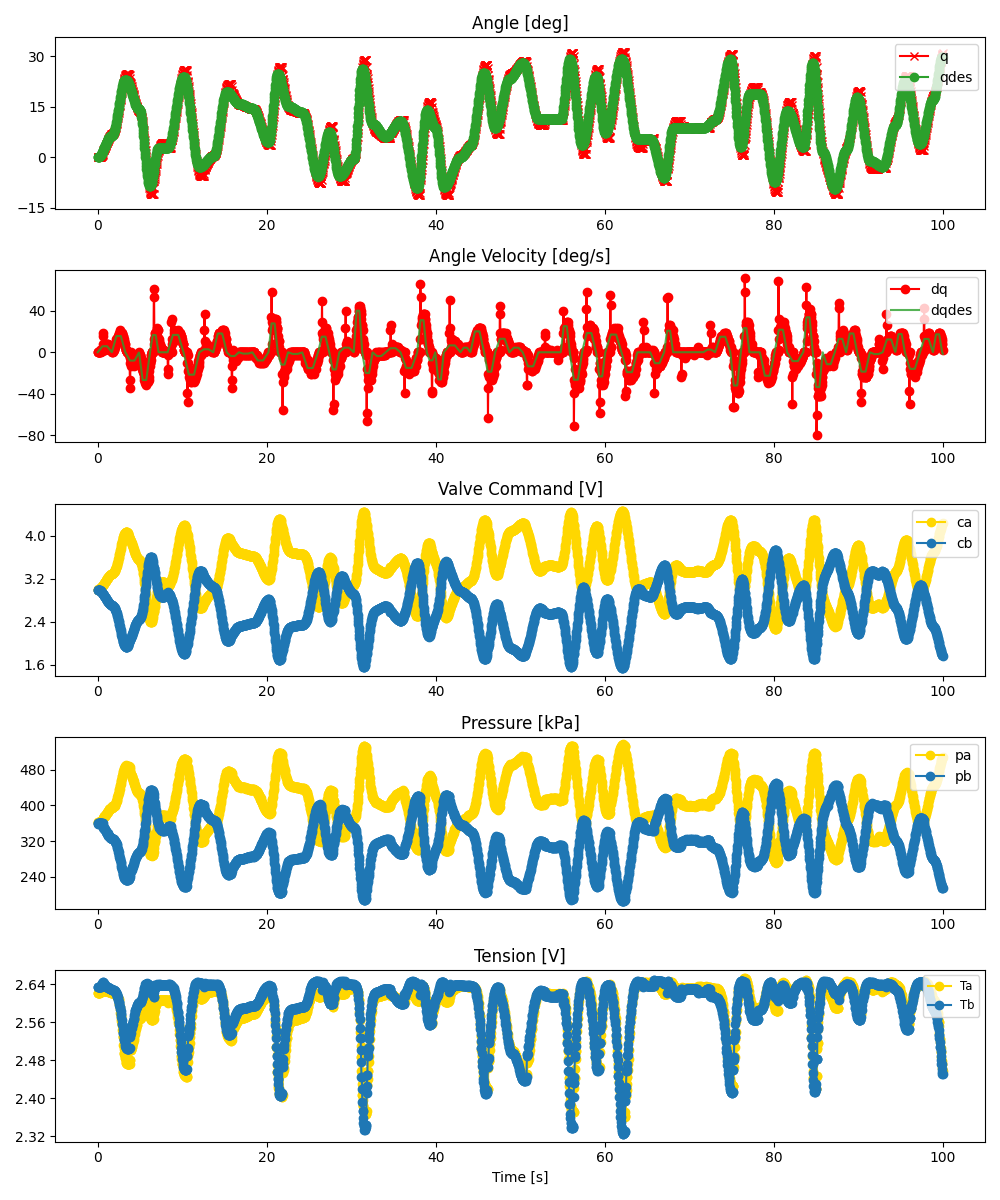 Angle [deg]
30
15
0
−15
q
qdes
0 20 40 60 80 100
Angle Velocity [deg/s]
40
0
−40
−80
dq
dqdes
0 20 40 60 80 100
Valve Command [V]
4.0
3.2
2.4
1.6
ca
cb
0 20 40 60 80 100
Pressure [kPa]
480
400
320
240
pa
pb
0 20 40 60 80 100
Tension [V]
2.64
2.56
2.48
2.40
2.32
Ta
Tb
0 20 40 60 80 100
Time [s]